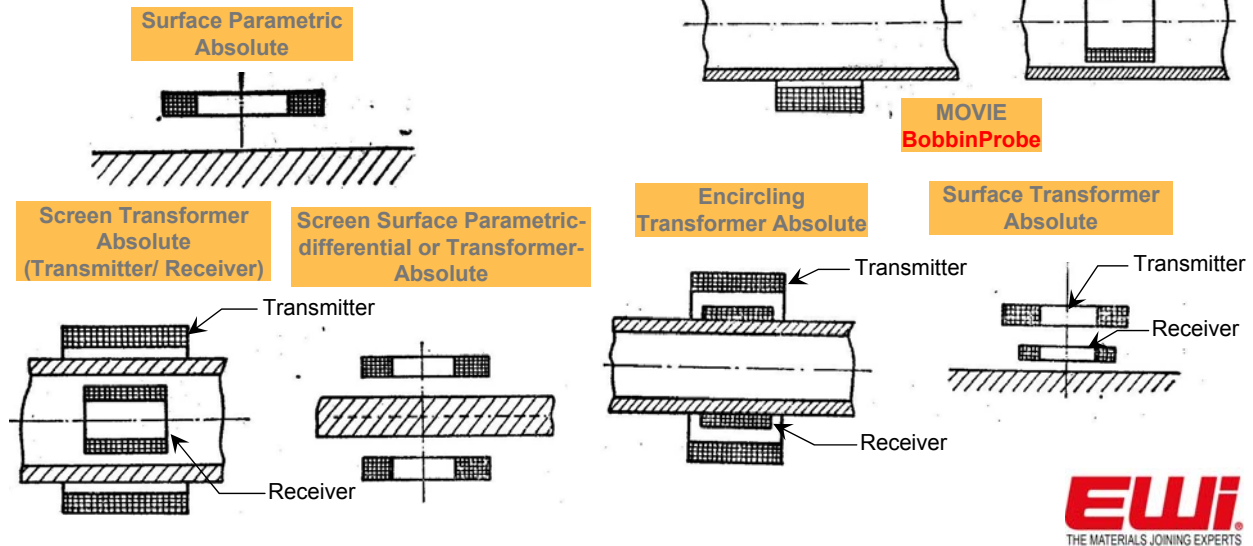 Surface Parametric
Absolute
MOVIE
BobbinProbe
Screen Transformer
Absolute
(Transmitter/ Receiver)
Screen Surface Parametric-
differential or Transformer-
Absolute
Encircling
Transformer Absolute
Surface Transformer
Absolute
Transmitter
Receiver
Transmitter
Receiver
Transmitter
Receiver
EWi®
THE MATERIALS JOINING EXPERTS